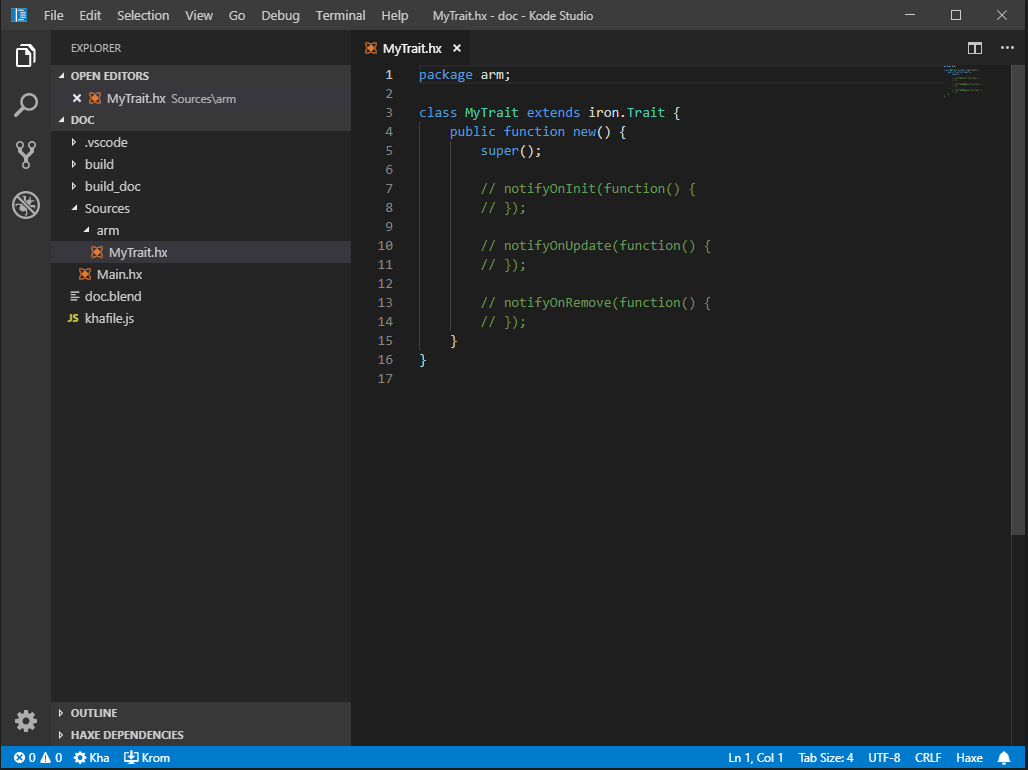 File Edit Selection View Go Debug Terminal Help MyTrait.hx - doc - Kode Studio
EXPLORER
OPEN EDITORS
MyTrait.hx Sources\arm
DOC
.vscode
build
build_doc
Sources
arm
MyTrait.hx
Main.hx
doc.blend
JS khafile.js
OUTLINE
HAXE DEPENDENCIES
MyTrait.hx
1 package arm;
2
3 class MyTrait extends iron.Trait {
4 public function new() {
5 super();
6
7 // notifyOnInit(function() {
8 // });
9
10 // notifyOnUpdate(function() {
11 // });
12
13 // notifyOnRemove(function() {
14 // });
15 }
16 }
17
0 0 Kha Krom Ln 1, Col 1 Tab Size: 4 UTF-8 CRLF Haxe